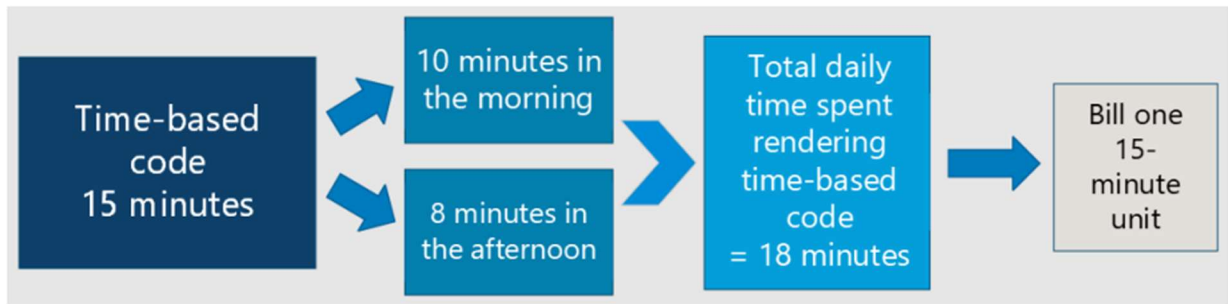 Time-based
code
15 minutes
10 minutes in
the morning
8 minutes in
the afternoon
Total daily
time spent
rendering
time-based
code
= 18 minutes
Bill one
15-
minute
unit